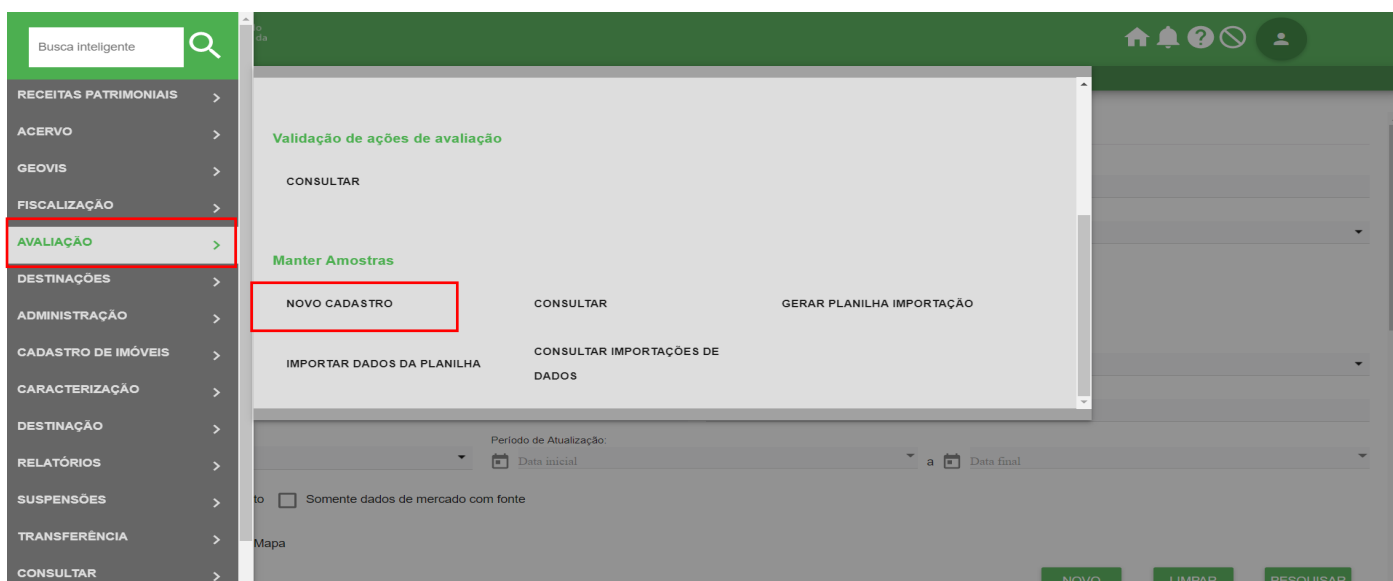 Busca inteligente
io
da
RECEITAS PATRIMONIAIS
ACERVO
GEOVIS
FISCALIZAÇÃO
AVALIAÇÃO
DESTINAÇÕES
ADMINISTRAÇÃO
CADASTRO DE IMÓVEIS
CARACTERIZAÇÃO
DESTINAÇÃO
RELATÓRIOS
SUSPENSÕES
TRANSFERÊNCIA
CONSULTAR
Validação de ações de avaliação
CONSULTAR
Manter Amostras
NOVO CADASTRO CONSULTAR GERAR PLANILHA IMPORTAÇÃO
IMPORTAR DADOS DA PLANILHA CONSULTAR IMPORTAÇÕES DE
DADOS
Período de Atualização:
Data inicial a Data final
to Somente dados de mercado com fonte
Mapa
NOVO LIMPAR PESQUISAR